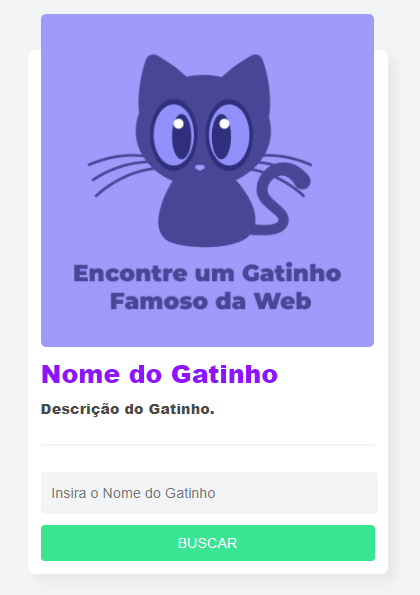 Encontre um Gatinho
Famoso da Web
Nome do Gatinho
Descrição do Gatinho.
Insira o Nome do Gatinho
BUSCAR